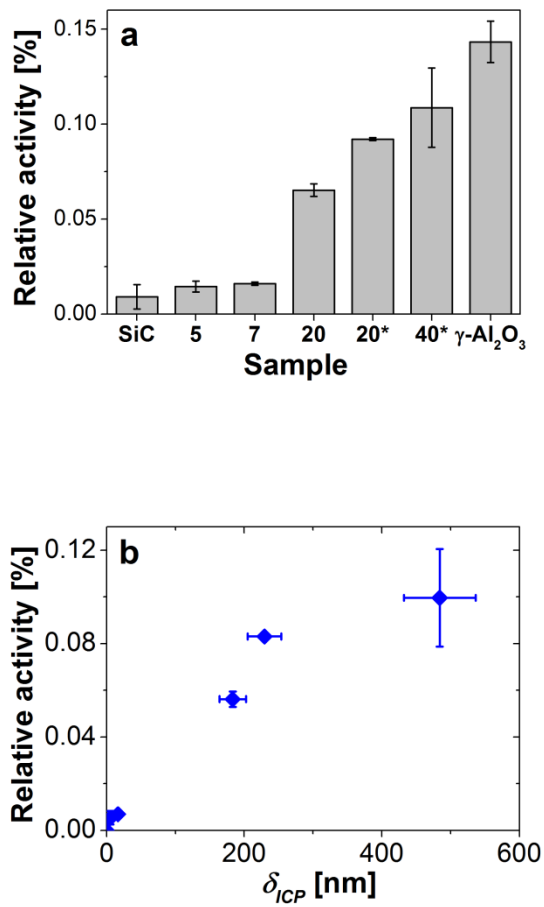 a
Relative activity [%]
0.15
0.10
0.05
0.00
SiC 5 7 20 20* 40* γ-Al₂O₃
Sample
b
Relative activity [%]
0.12
0.08
0.04
0.00
0 200 400 600
δ_ICP [nm]